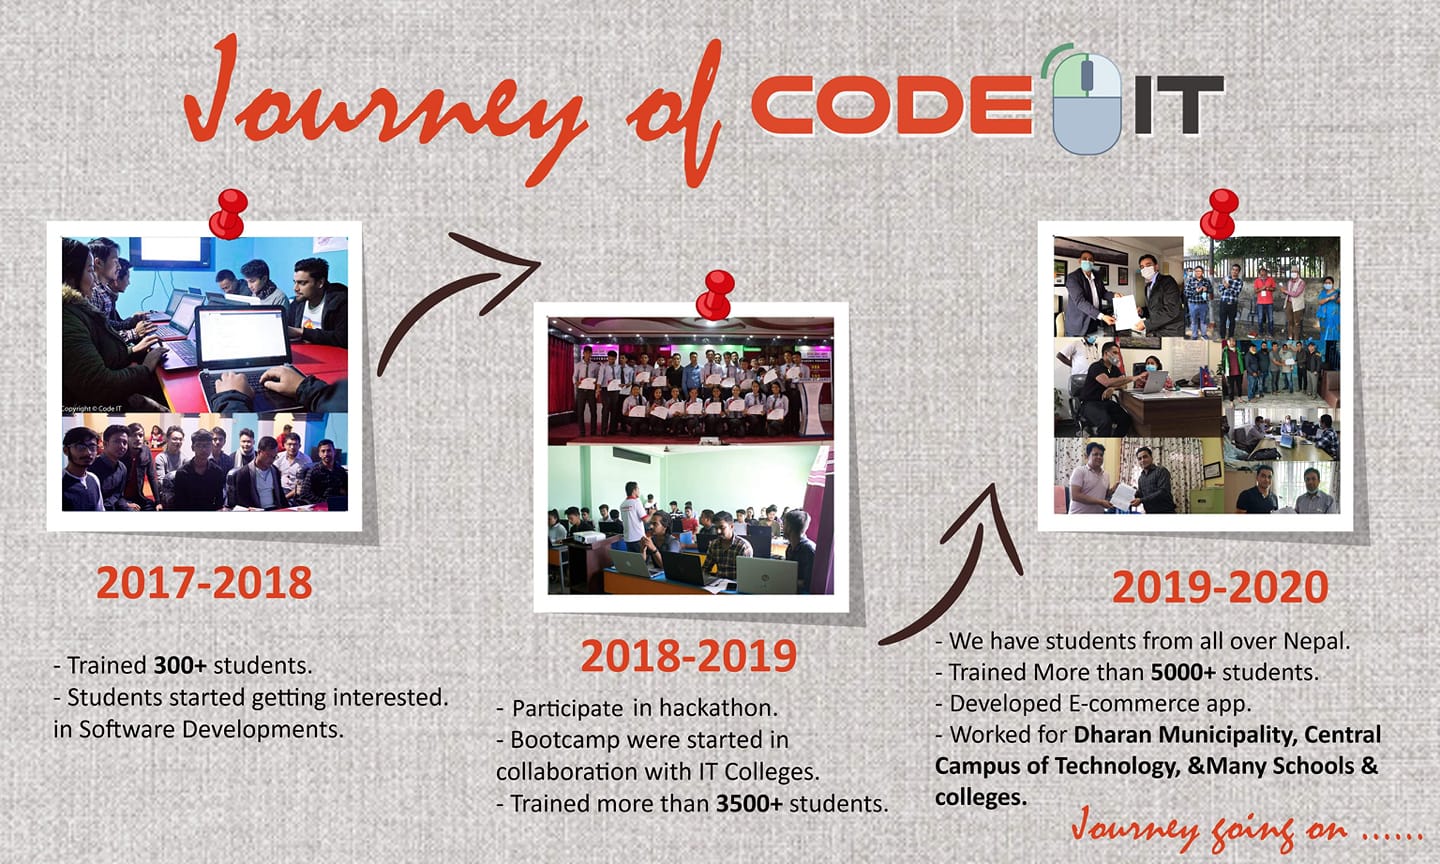 Journey of CODE IT
Copyright © Code IT
2017-2018
- Trained 300+ students.
- Students started getting interested.
in Software Developments.
2018-2019
- Participate in hackathon.
- Bootcamp were started in
collaboration with IT Colleges.
- Trained more than 3500+ students.
2019-2020
- We have students from all over Nepal.
- Trained More than 5000+ students.
- Developed E-commerce app.
- Worked for Dharan Municipality, Central
Campus of Technology, &Many Schools &
colleges.
Journey going on ......